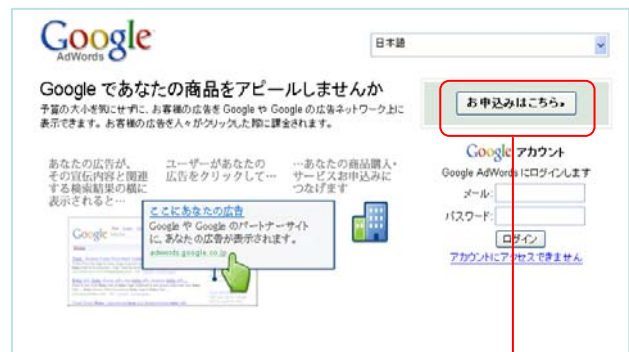 Google
AdWords
日本語
Google であなたの商品をアピールしませんか
予算の大小を気にせずに、お客様の広告を Google や Google の広告ネットワーク上に
表示できます。お客様の広告を人々がクリックした際に課金されます。
お申込みはこちら»
あなたの広告が、
その宣伝内容と関連
する検索結果の横に
表示されると…
ユーザーがあなたの
広告をクリックして…
…あなたの商品購入・
サービスお申込みに
つなげます
ここにあなたの広告
Google や Google のパートナーサイト
に、あなたの広告が表示されます。
adwords.google.co.jp
Google
Google アカウント
Google AdWords にログインします
メール:
パスワード:
ログイン
アカウントにアクセスできません